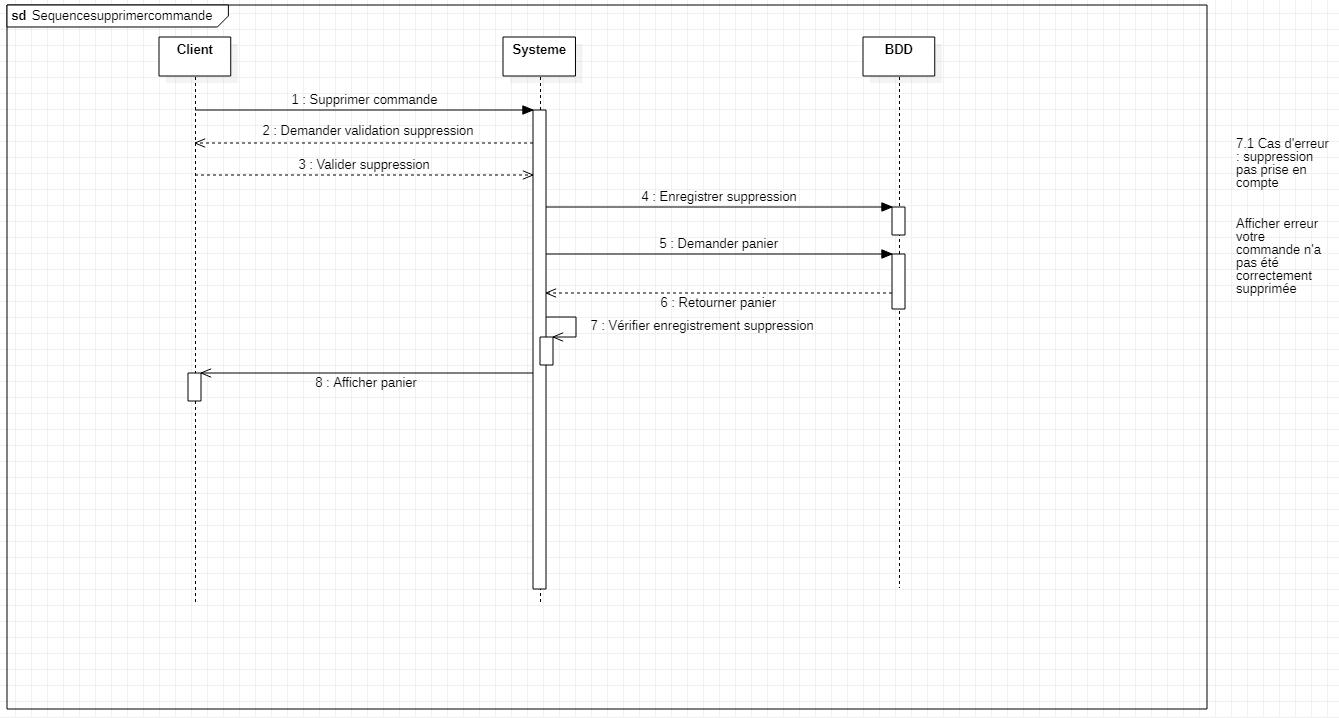 sd Sequencesupprimercommande
Client
Systeme
BDD
1 : Supprimer commande
2 : Demander validation suppression
3 : Valider suppression
4 : Enregistrer suppression
5 : Demander panier
6 : Retourner panier
7 : Vérifier enregistrement suppression
8 : Afficher panier
7.1 Cas d'erreur
: suppression
pas prise en
compte
Afficher erreur
votre
commande n'a
pas été
correctement
supprimée